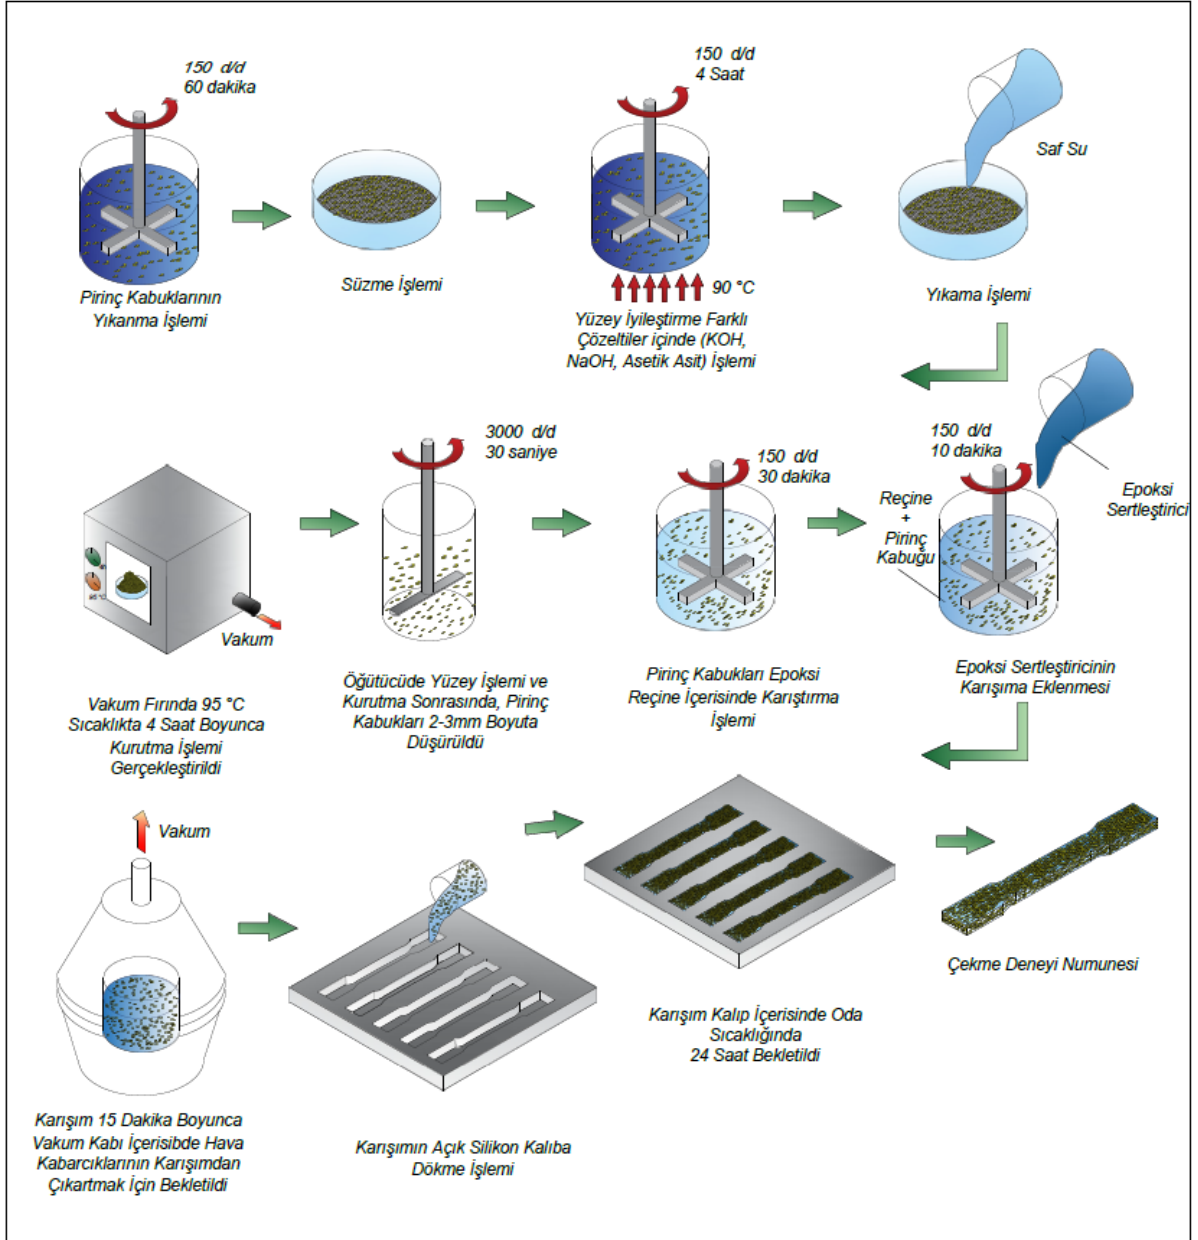 150 d/d
60 dakika
Pirinç Kabuklarının
Yıkanma İşlemi
Süzme İşlemi
150 d/d
4 Saat
90 °C
Yüzey İyileştirme Farklı
Çözeltiler içinde (KOH,
NaOH, Asetik Asit) İşlemi
Saf Su
Yıkama İşlemi
Vakum
Vakum Fırında 95 °C
Sıcaklıkta 4 Saat Boyunca
Kurutma İşlemi
Gerçekleştirildi
3000 d/d
30 saniye
Öğütücüde Yüzey İşlemi ve
Kurutma Sonrasında, Pirinç
Kabukları 2-3mm Boyuta
Düşürüldü
150 d/d
30 dakika
Pirinç Kabukları Epoksi
Reçine İçerisinde Karıştırma
İşlemi
150 d/d
10 dakika
Reçine
+
Pirinç
Kabuğu
Epoksi
Sertleştirici
Epoksi Sertleştiricinin
Karışıma Eklenmesi
Vakum
Karışım 15 Dakika Boyunca
Vakum Kabı İçerisibde Hava
Kabarcıklarının Karışımdan
Çıkartmak İçin Bekletildi
Karışımın Açık Silikon Kalıba
Dökme İşlemi
Karışım Kalıp İçerisinde Oda
Sıcaklığında
24 Saat Bekletildi
Çekme Deneyi Numunesi